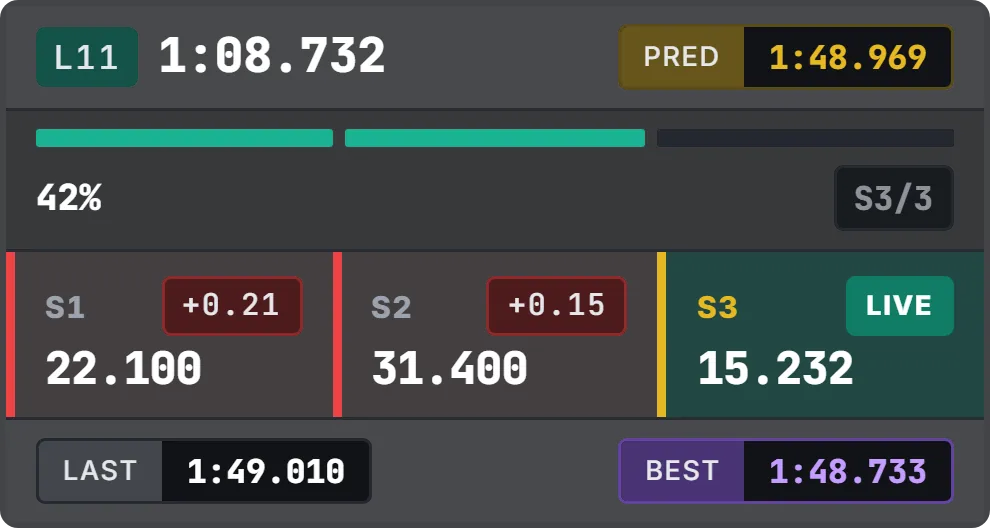 L11 1:08.732 PRED 1:48.969
42% S3/3
S1 +0.21 S2 +0.15 S3 LIVE
22.100 31.400 15.232
LAST 1:49.010 BEST 1:48.733